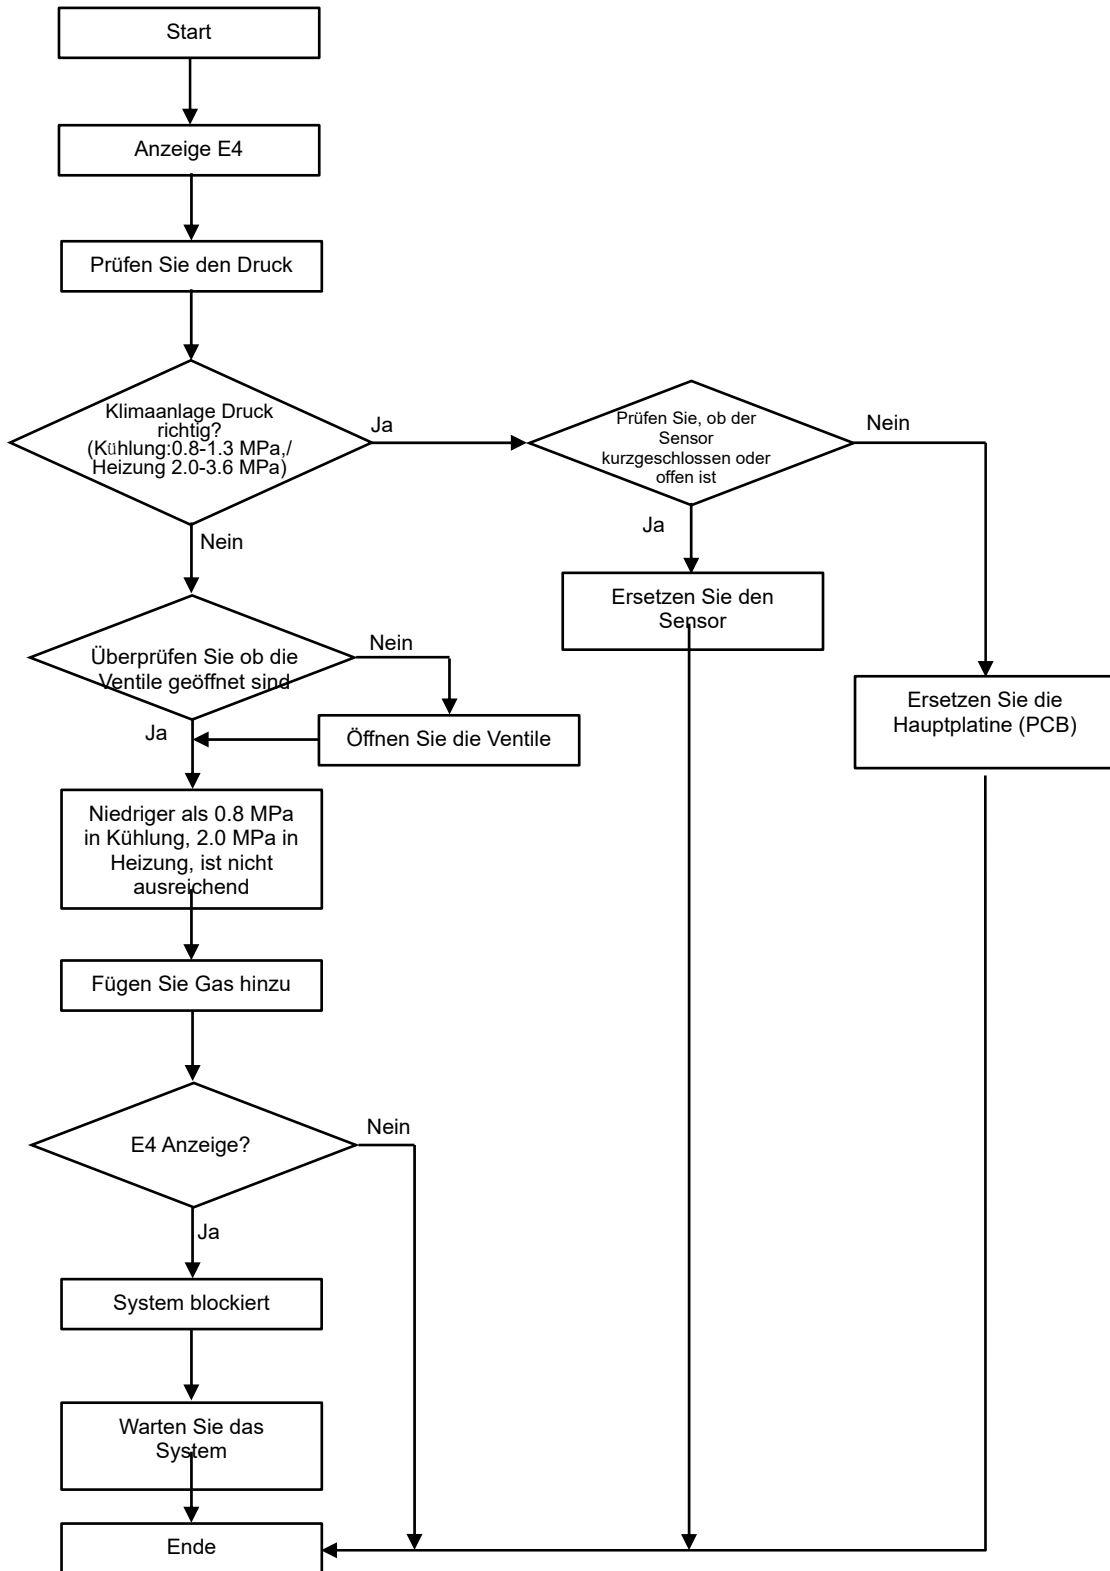 Start
Anzeige E4
Prüfen Sie den Druck
Klimaanlage Druck
richtig?
(Kühlung:0.8-1.3 MPa,/
Heizung 2.0-3.6 MPa)
Ja
Prüfen Sie, ob der
Sensor
kurzgeschlossen oder
offen ist
Nein
Nein
Ja
Ersetzen Sie den
Sensor
Überprüfen Sie ob die
Ventile geöffnet sind
Nein
Ersetzen Sie die
Hauptplatine (PCB)
Ja
Öffnen Sie die Ventile
Niedriger als 0.8 MPa
in Kühlung, 2.0 MPa in
Heizung, ist nicht
ausreichend
Fügen Sie Gas hinzu
E4 Anzeige?
Nein
Ja
System blockiert
Warten Sie das
System
Ende